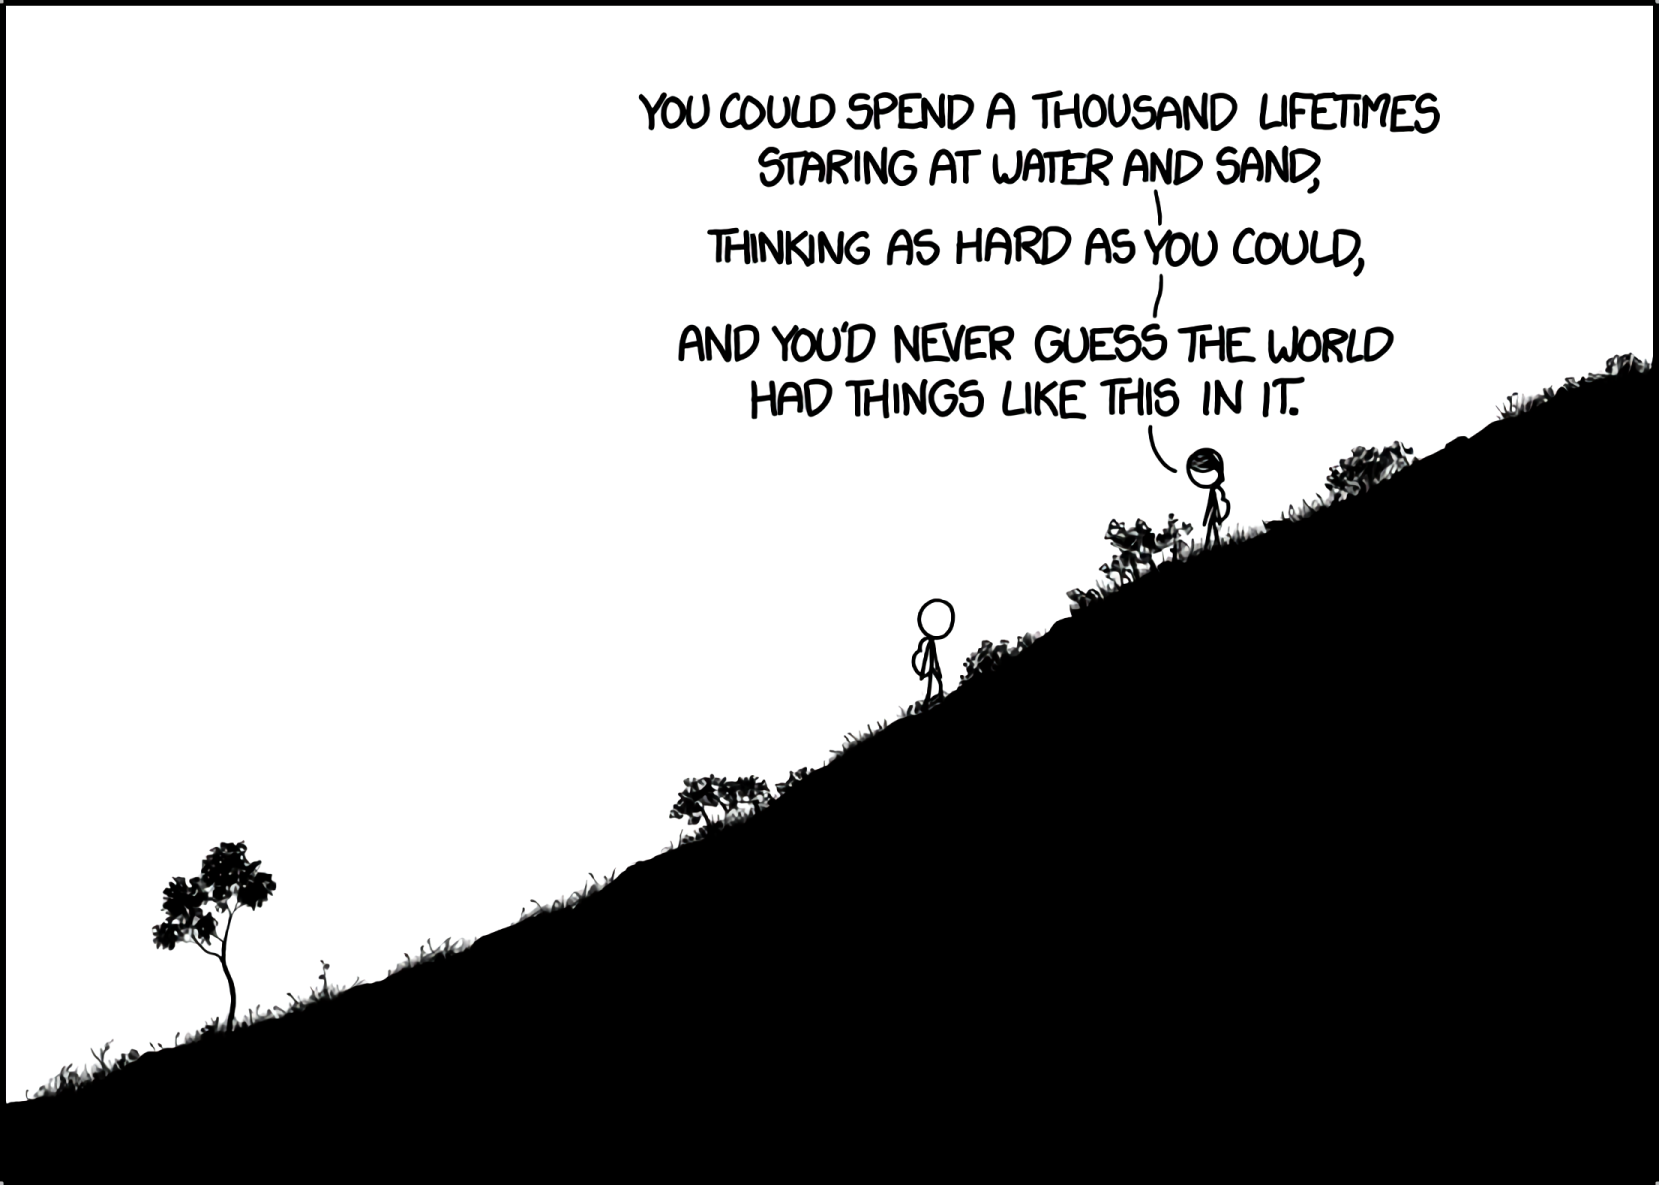 YOU COULD SPEND A THOUSAND LIFETIMES
STARING AT WATER AND SAND,
THINKING AS HARD AS YOU COULD,
AND YOU'D NEVER GUESS THE WORLD
HAD THINGS LIKE THIS IN IT.